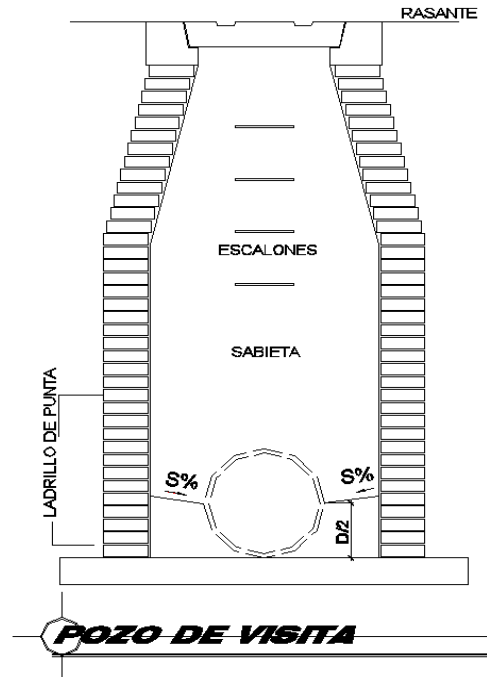 RASANTE
ESCALONES
SABIETA
LADRILLO DE PUNTA
S%
S%
D/2
POZO DE VISITA